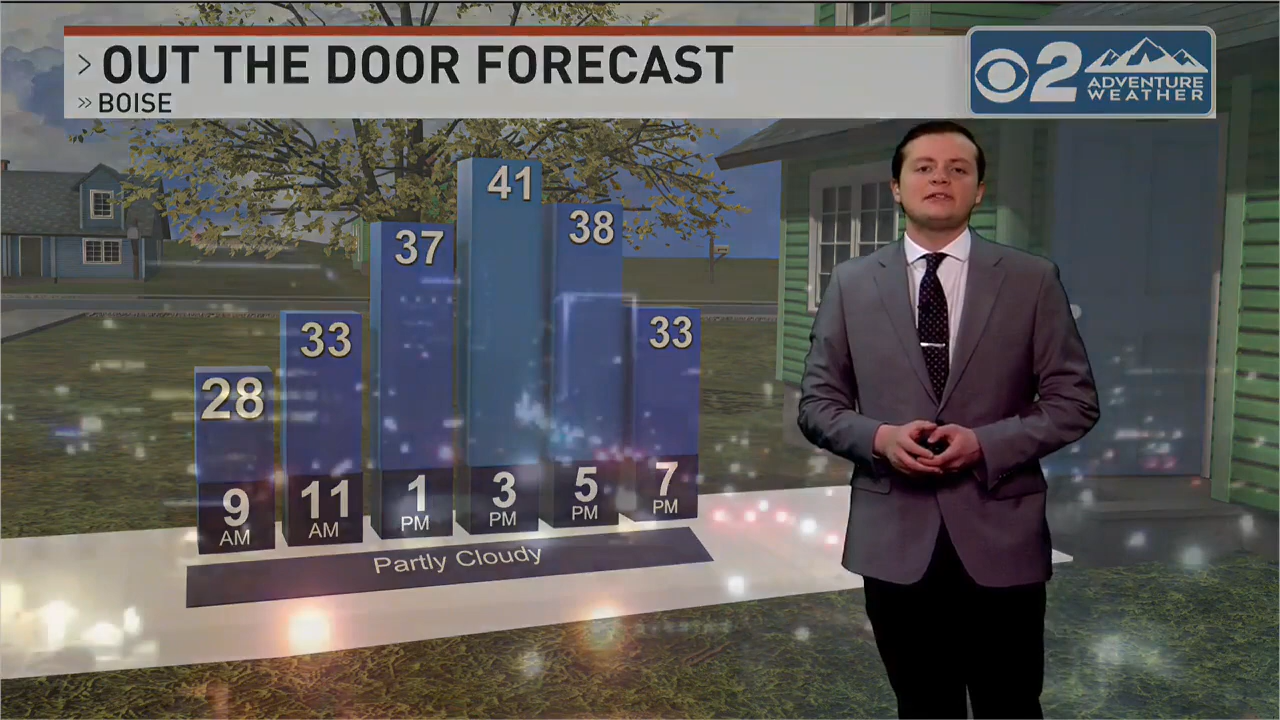 > OUT THE DOOR FORECAST
» BOISE
2
ADVENTURE
WEATHER
28
33
37
41
38
33
9
AM
11
AM
1
PM
3
PM
5
PM
7
PM
Partly Cloudy